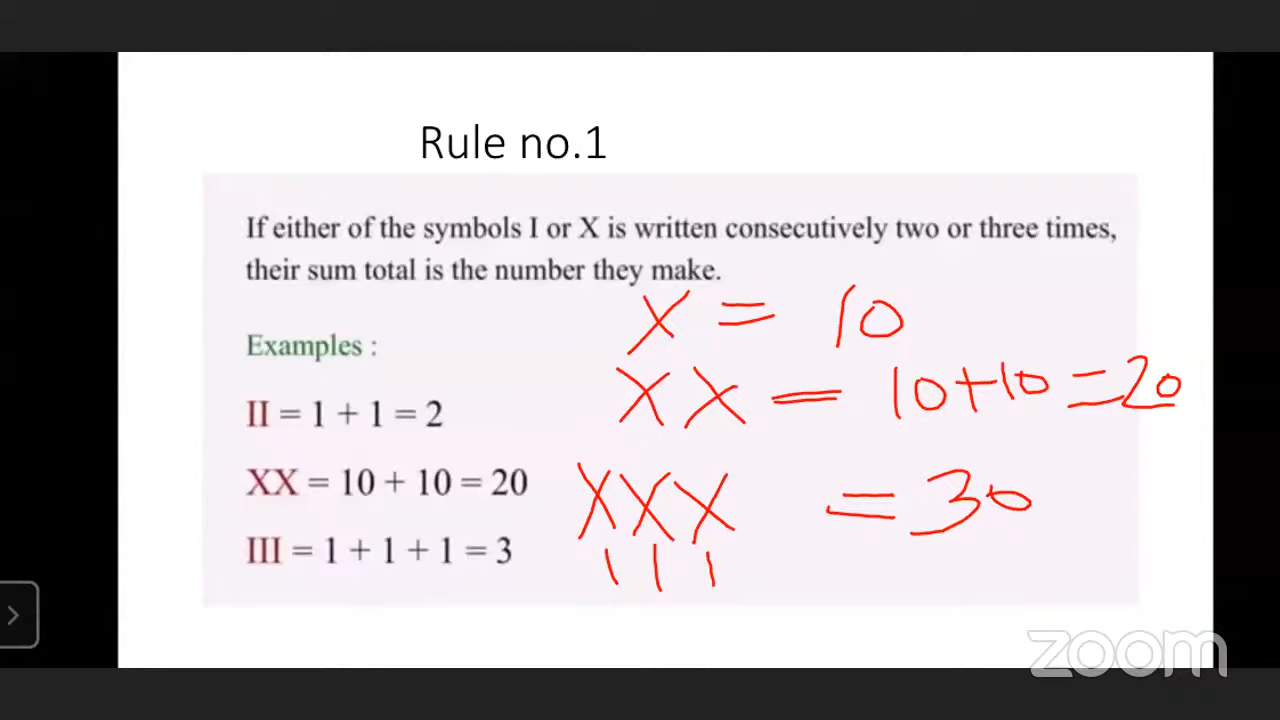 Rule no.1
If either of the symbols I or X is written consecutively two or three times,
their sum total is the number they make.
X = 10
Examples :
XX = 10+10=20
II = 1 + 1 = 2
XX = 10 + 10 = 20
XXX = 30
III = 1 + 1 + 1 = 3
III
zoom